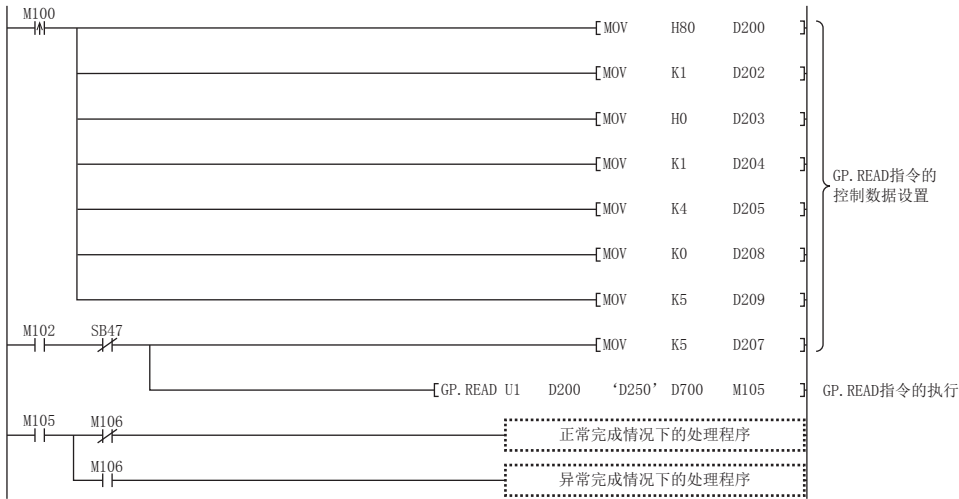 M100
MOV H80 D200
MOV K1 D202
MOV H0 D203
MOV K1 D204
GP.READ指令的
控制数据设置
MOV K4 D205
MOV K0 D208
MOV K5 D209
M102 SB47
MOV K5 D207
GP.READ U1 D200 ‘D250’ D700 M105 GP.READ指令的执行
M105 M106
正常完成情况下的处理程序
M106
异常完成情况下的处理程序